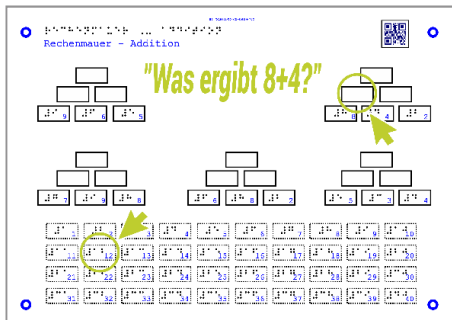 Rechenmauer - Addition
"Was ergibt 8+4?"
9 6 5
8 4 2
7 9 8
6 8 2
5 3 4
1 2 3 4 5 6 7 8 9 10
11 12 13 14 15 16 17 18 19 20
21 22 23 24 25 26 27 28 29 30
31 32 33 34 35 36 37 38 39 40